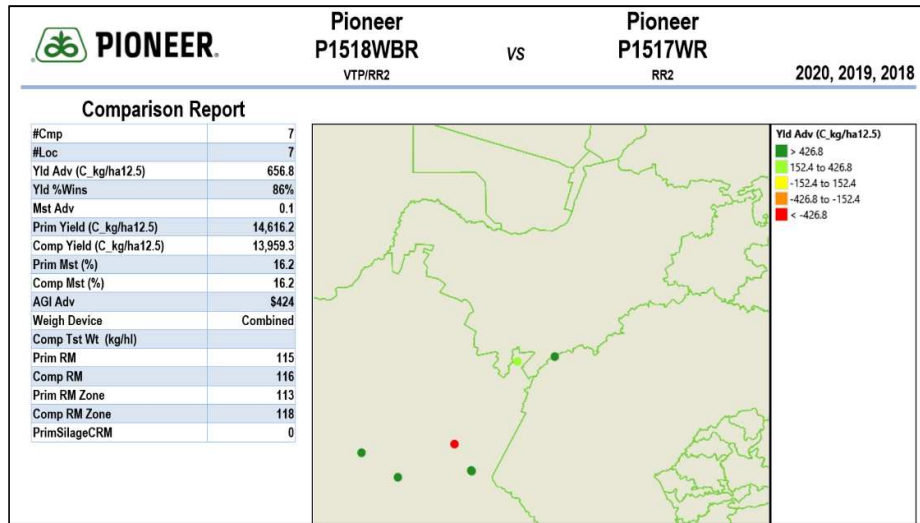 PIONEER.
Pioneer
P1518WBR
VTP/RR2
VS
Pioneer
P1517WR
RR2
2020, 2019, 2018
Comparison Report
#Cmp 7
#Loc 7
Yld Adv (C_kg/ha12.5) 656.8
Yld %Wins 86%
Mst Adv 0.1
Prim Yield (C_kg/ha12.5) 14,616.2
Comp Yield (C_kg/ha12.5) 13,959.3
Prim Mst (%) 16.2
Comp Mst (%) 16.2
AGI Adv $424
Weigh Device Combined
Comp Tst Wt (kg/hl)
Prim RM 115
Comp RM 116
Prim RM Zone 113
Comp RM Zone 118
PrimSilageCRM 0
Yld Adv (C_kg/ha12.5)
> 426.8
152.4 to 426.8
-152.4 to 152.4
-426.8 to -152.4
< -426.8